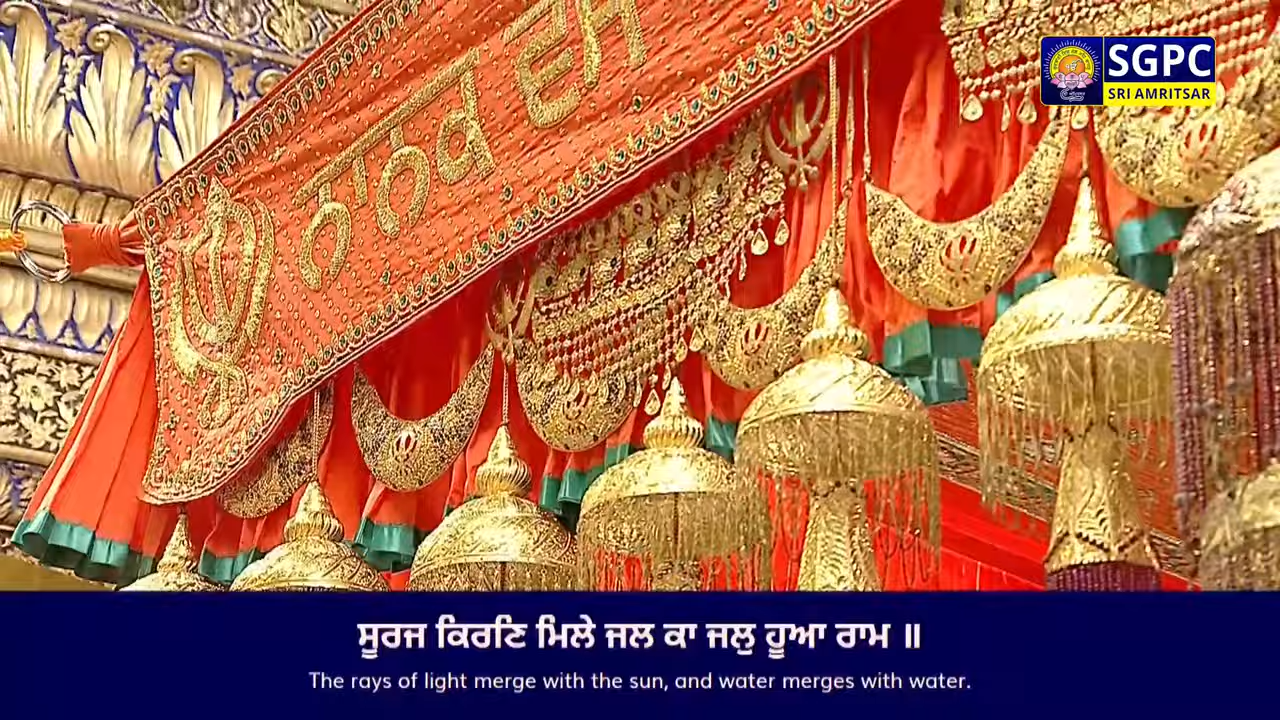 SGPC
SRI AMRITSAR
ਨਾਨਕ
ਸੂਰਜ ਕਿਰਣਿ ਮਿਲੇ ਜਲ ਕਾ ਜਲੁ ਹੂਆ ਰਾਮ ॥
The rays of light merge with the sun, and water merges with water.